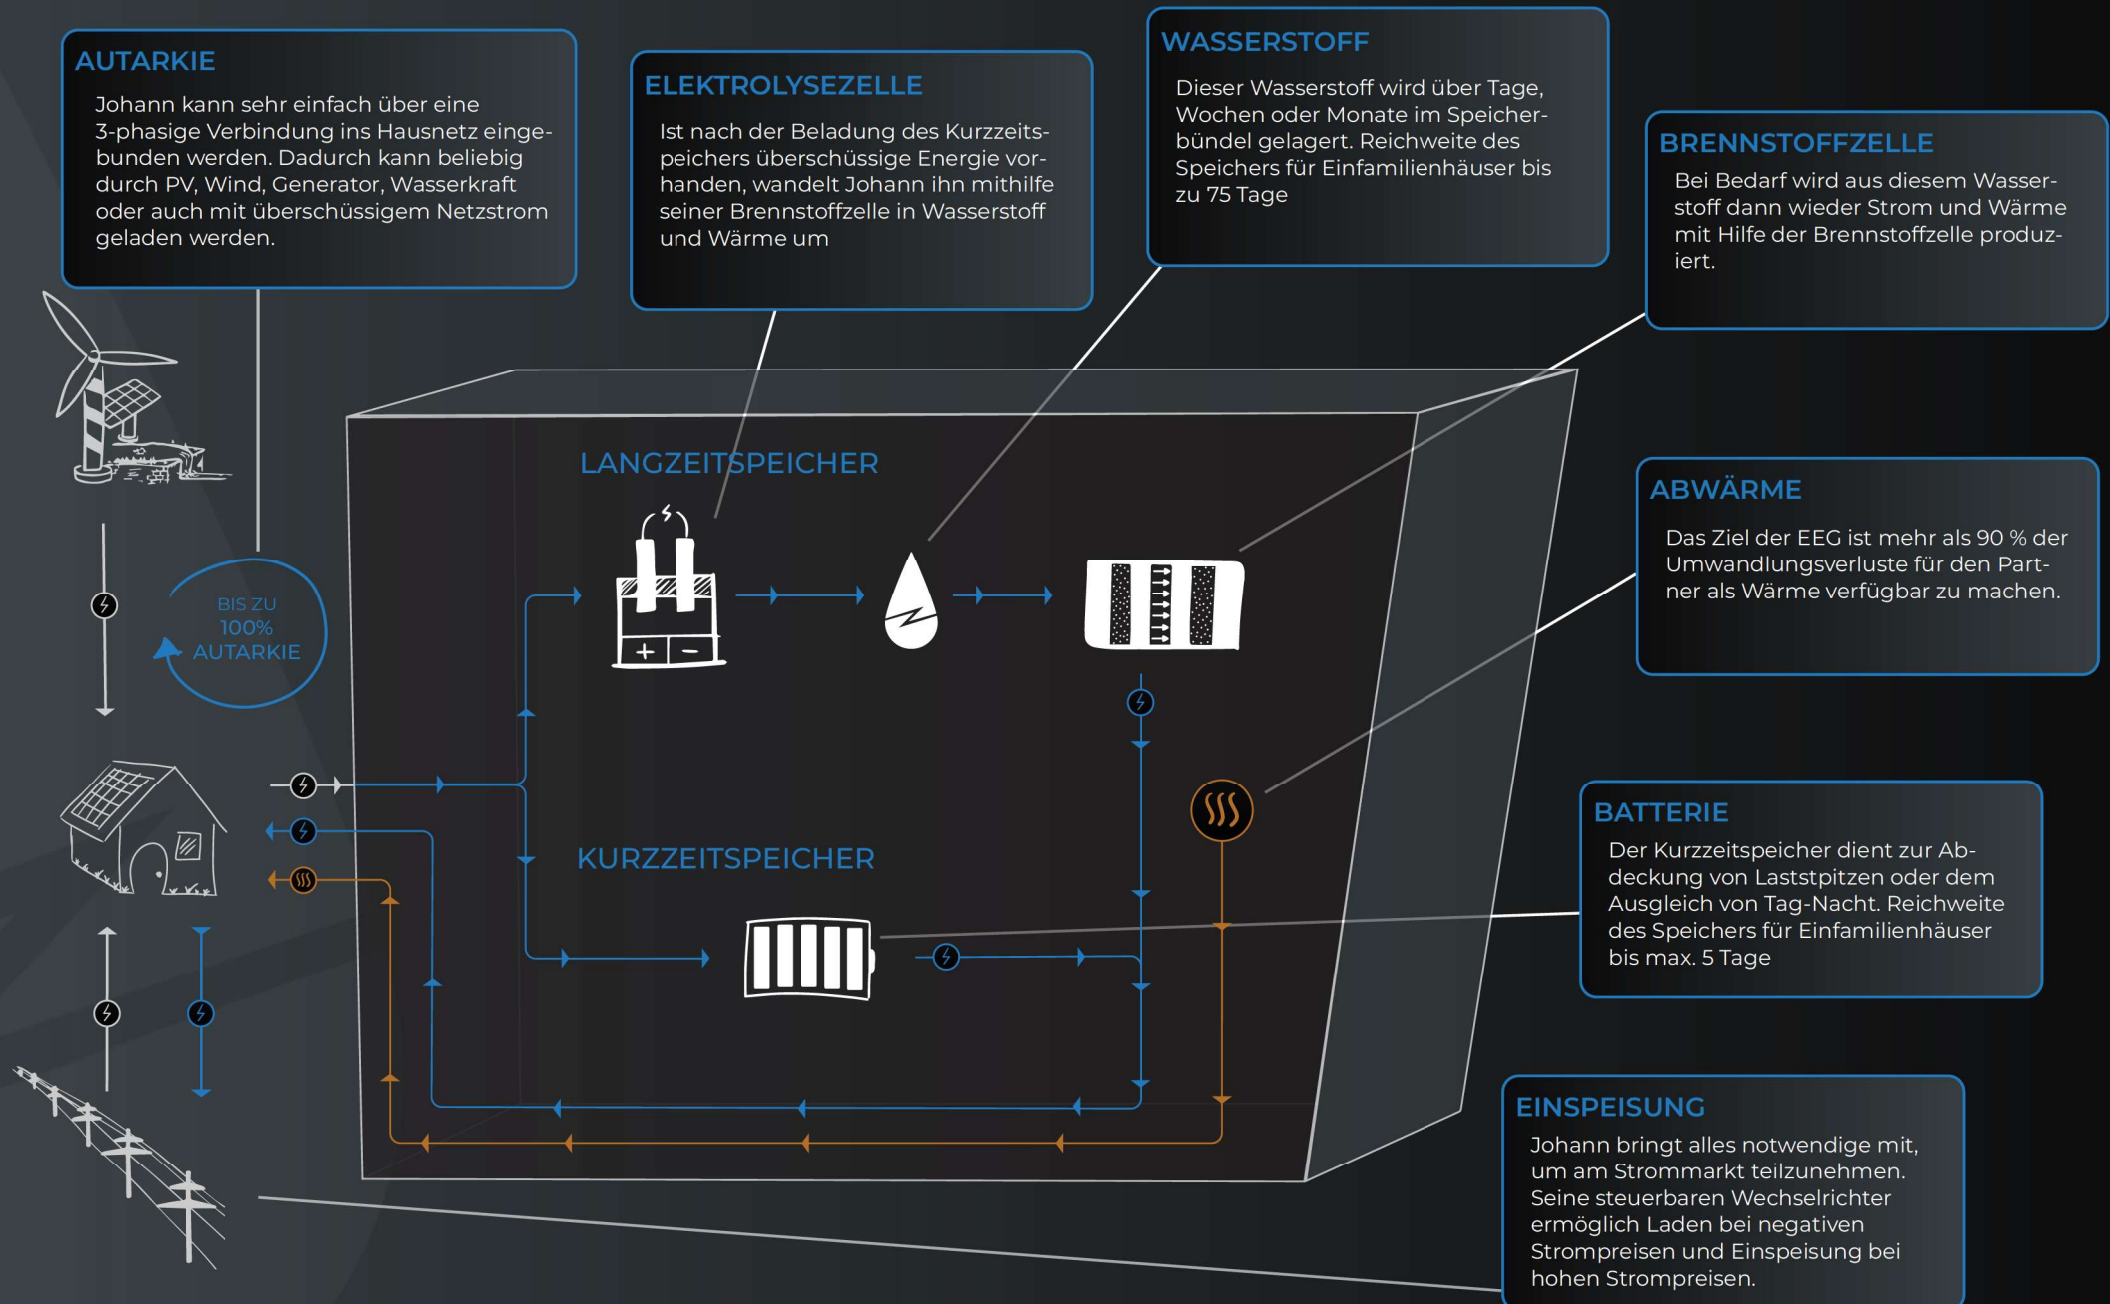 AUTARKIE
Johann kann sehr einfach über eine
3-phasige Verbindung ins Hausnetz einge-
bunden werden. Dadurch kann beliebig
durch PV, Wind, Generator, Wasserkraft
oder auch mit überschüssigem Netzstrom
geladen werden.
ELEKTROLYSEZELLE
Ist nach der Beladung des Kurzzeits-
peichers überschüssige Energie vor-
handen, wandelt Johann ihn mithilfe
seiner Brennstoffzelle in Wasserstoff
und Wärme um
WASSERSTOFF
Dieser Wasserstoff wird über Tage,
Wochen oder Monate im Speicher-
bündel gelagert. Reichweite des
Speichers für Einfamilienhäuser bis
zu 75 Tage
BRENNSTOFFZELLE
Bei Bedarf wird aus diesem Wasser-
stoff dann wieder Strom und Wärme
mit Hilfe der Brennstoffzelle produz-
iert.
LANGZEITSPEICHER
ABWÄRME
Das Ziel der EEG ist mehr als 90 % der
Umwandlungsverluste für den Part-
ner als Wärme verfügbar zu machen.
BIS ZU
100%
AUTARKIE
+ -
KURZZEITSPEICHER
BATTERIE
Der Kurzzeitspeicher dient zur Ab-
deckung von Laststpitzen oder dem
Ausgleich von Tag-Nacht. Reichweite
des Speichers für Einfamilienhäuser
bis max. 5 Tage
EINSPEISUNG
Johann bringt alles notwendige mit,
um am Strommarkt teilzunehmen.
Seine steuerbaren Wechselrichter
ermöglich Laden bei negativen
Strompreisen und Einspeisung bei
hohen Strompreisen.